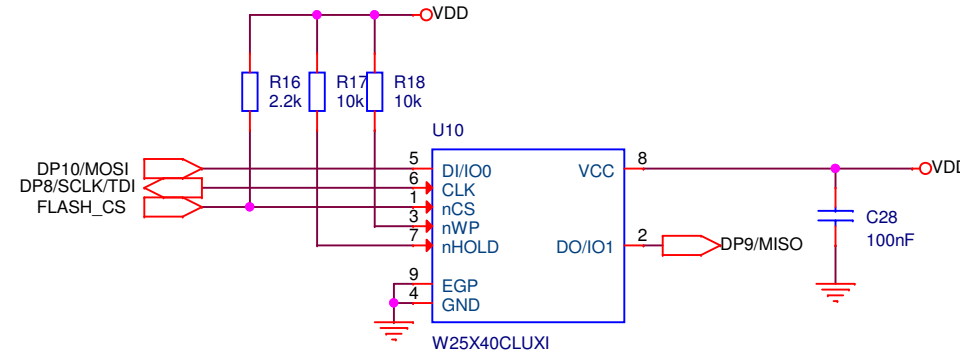 VDD
R16
2.2k
R17
10k
R18
10k
U10
DP10/MOSI
DP8/SCLK/TDI
FLASH_CS
5
6
1
3
7
9
4
DI/IO0
CLK
nCS
nWP
nHOLD
EGP
GND
VCC
DO/IO1
8
2
VDD
DP9/MISO
C28
100nF
W25X40CLUXI